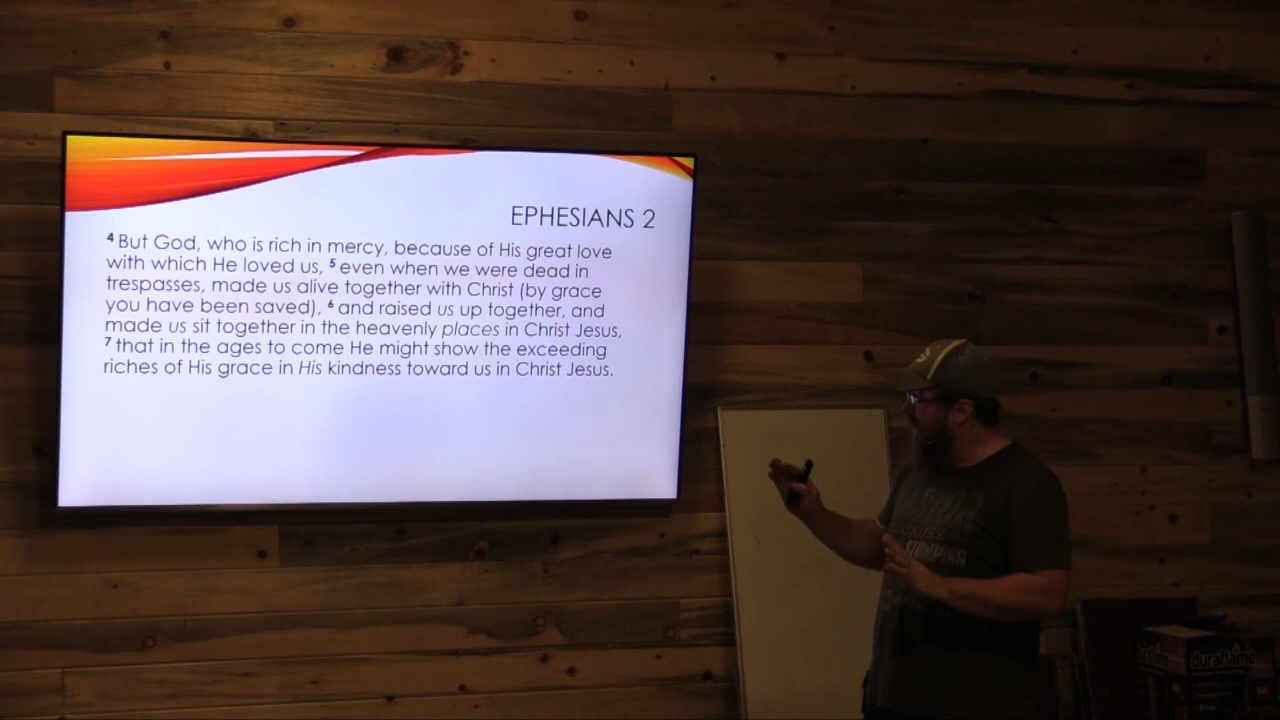 EPHESIANS 2
4 But God, who is rich in mercy, because of His great love
with which He loved us, 5 even when we were dead in
trespasses, made us alive together with Christ (by grace
you have been saved), 6 and raised us up together, and
made us sit together in the heavenly places in Christ Jesus,
7 that in the ages to come He might show the exceeding
riches of His grace in His kindness toward us in Christ Jesus.
duraflame